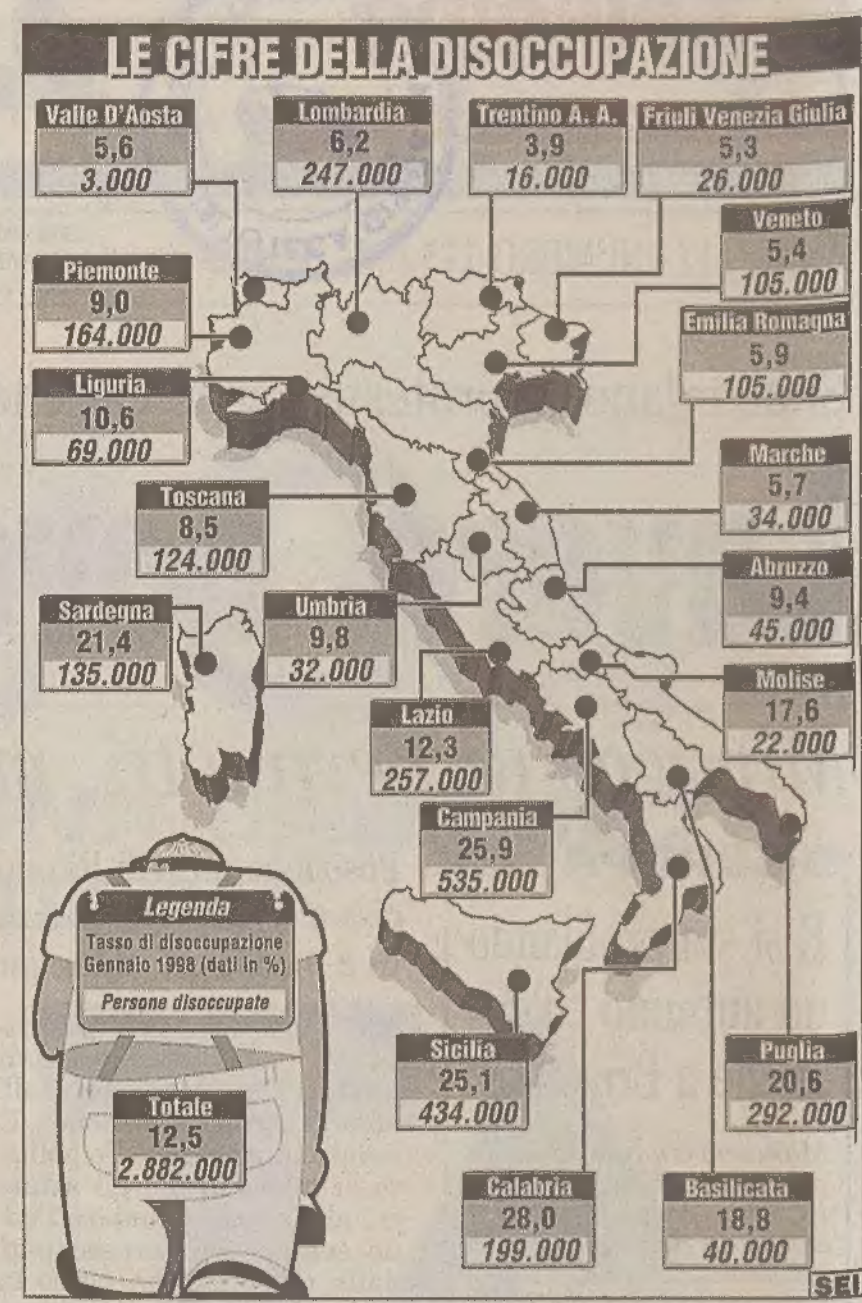 LE CIFRE DELLA DISOCCUPAZIONE
Valle D'Aosta
5,6
3.000
Lombardia
6,2
247.000
Trentino A. A.
3,9
16.000
Friuli Venezia Giulia
5,3
26.000
Veneto
5,4
105.000
Piemonte
9,0
164.000
Emilia Romagna
5,9
105.000
Liguria
10,6
69.000
Marche
5,7
34.000
Toscana
8,5
124.000
Abruzzo
9,4
45.000
Sardegna
21,4
135.000
Umbria
9,8
32.000
Molise
17,6
22.000
Lazio
12,3
257.000
Campania
25,9
535.000
Legenda
Tasso di disoccupazione
Gennaio 1998 (dati in %)
Persone disoccupate
Totale
12,5
2.882.000
Sicilia
25,1
434.000
Puglia
20,6
292.000
Calabria
28,0
199.000
Basilicata
18,8
40.000
SEI